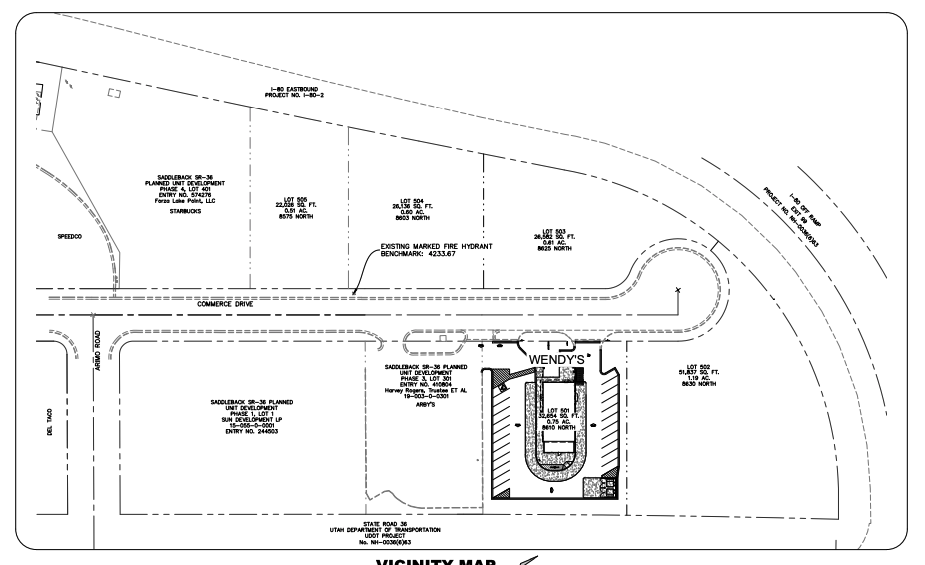 I-80 EASTBOUND
PROJECT NO. I-80-2
SADDLEBACK SR-36
PLANNED UNIT DEVELOPMENT
PHASE 4, LOT 401
ENTRY NO. 574276
Forza Lake Point, LLC
STARBUCKS
LOT 505
22,026 SQ. FT.
0.51 AC.
8575 NORTH
LOT 504
26,136 SQ. FT.
0.60 AC.
8603 NORTH
LOT 503
26,582 SQ. FT.
0.61 AC.
8625 NORTH
I-80 OFF RAMP
EXIT 99
PROJECT NO. NH-0036(6)63
SPEEDCO
EXISTING MARKED FIRE HYDRANT
BENCHMARK: 4233.67
COMMERCE DRIVE
ARIMO ROAD
DEL TACO
SADDLEBACK SR-36 PLANNED
UNIT DEVELOPMENT
PHASE 1, LOT 1
SUN DEVELOPMENT LP
15-055-0-0001
ENTRY NO. 244503
SADDLEBACK SR-36 PLANNED
UNIT DEVELOPMENT
PHASE 3, LOT 301
ENTRY NO. 410804
Harvey Rogers, Trustee ET AL
19-003-0-0301
ARBY'S
WENDY'S
LOT 501
32,654 SQ. FT.
0.75 AC.
8610 NORTH
LOT 502
51,837 SQ. FT.
1.19 AC.
8630 NORTH
STATE ROAD 36
UTAH DEPARTMENT OF TRANSPORTATION
UDOT PROJECT
No. NH-0036(6)63
VICINITY MAP